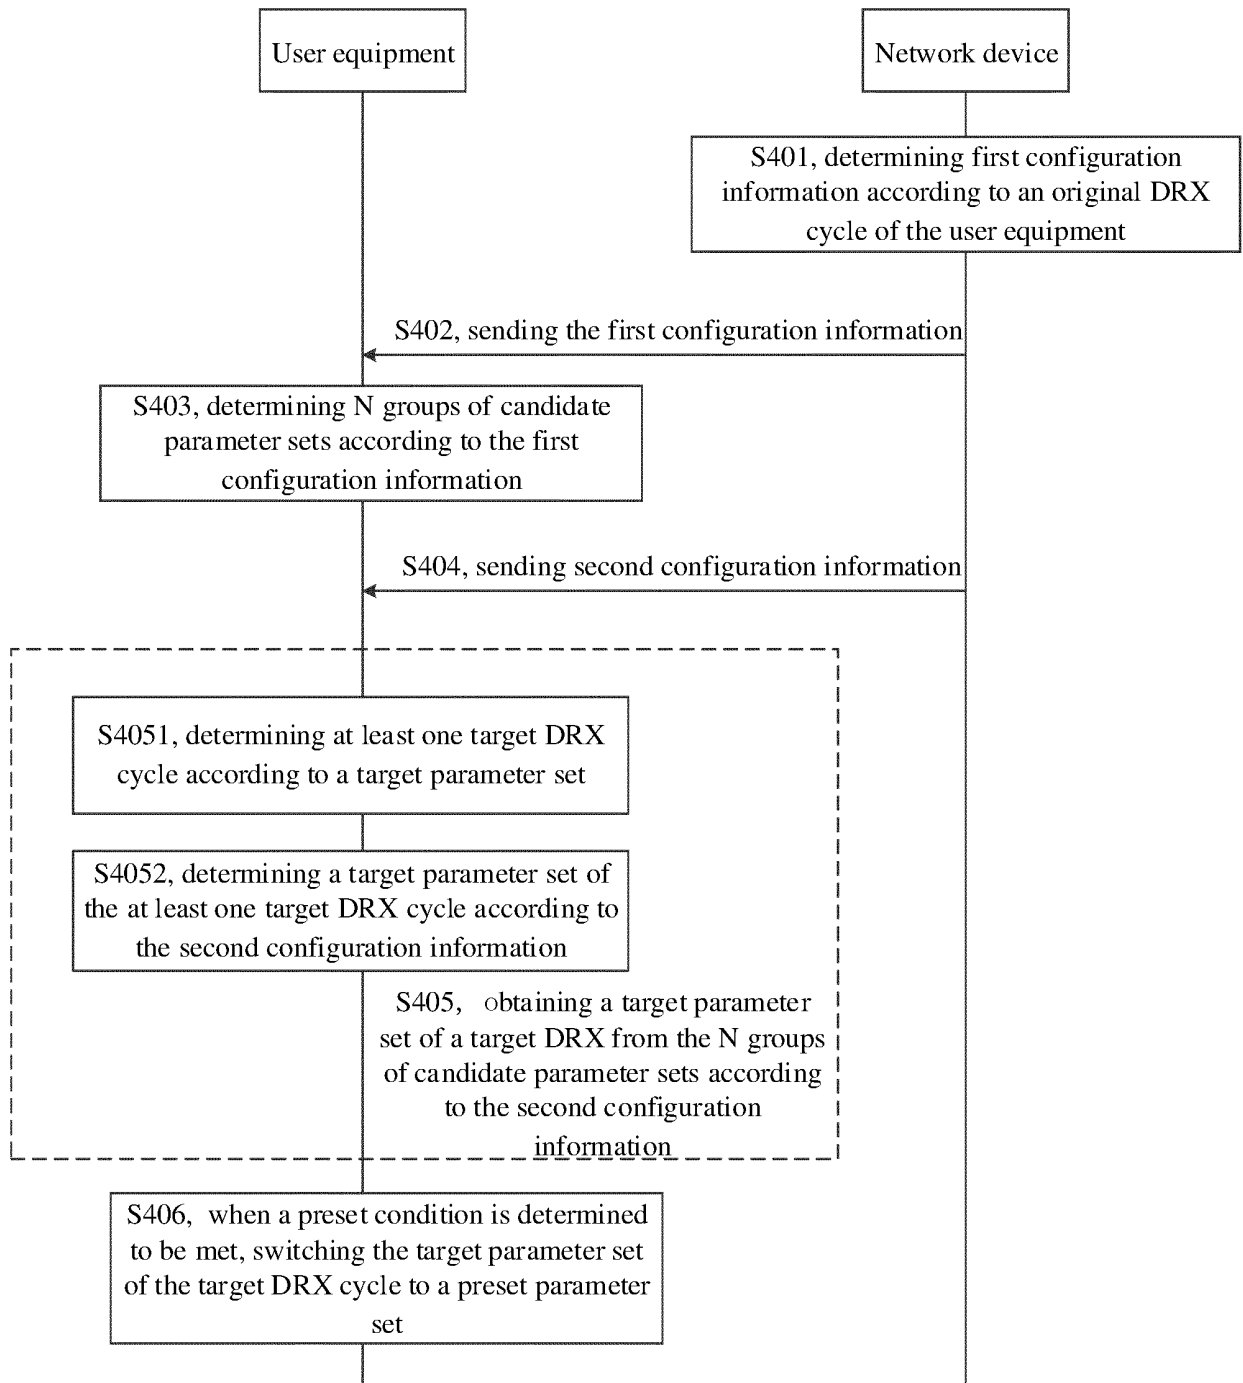 User equipment
Network device
S401, determining first configuration
information according to an original DRX
cycle of the user equipment
S402, sending the first configuration information
S403, determining N groups of candidate
parameter sets according to the first
configuration information
S404, sending second configuration information
S4051, determining at least one target DRX
cycle according to a target parameter set
S4052, determining a target parameter set of
the at least one target DRX cycle according to
the second configuration information
S405, obtaining a target parameter
set of a target DRX from the N groups
of candidate parameter sets according
to the second configuration
information
S406, when a preset condition is determined
to be met, switching the target parameter set
of the target DRX cycle to a preset parameter
set